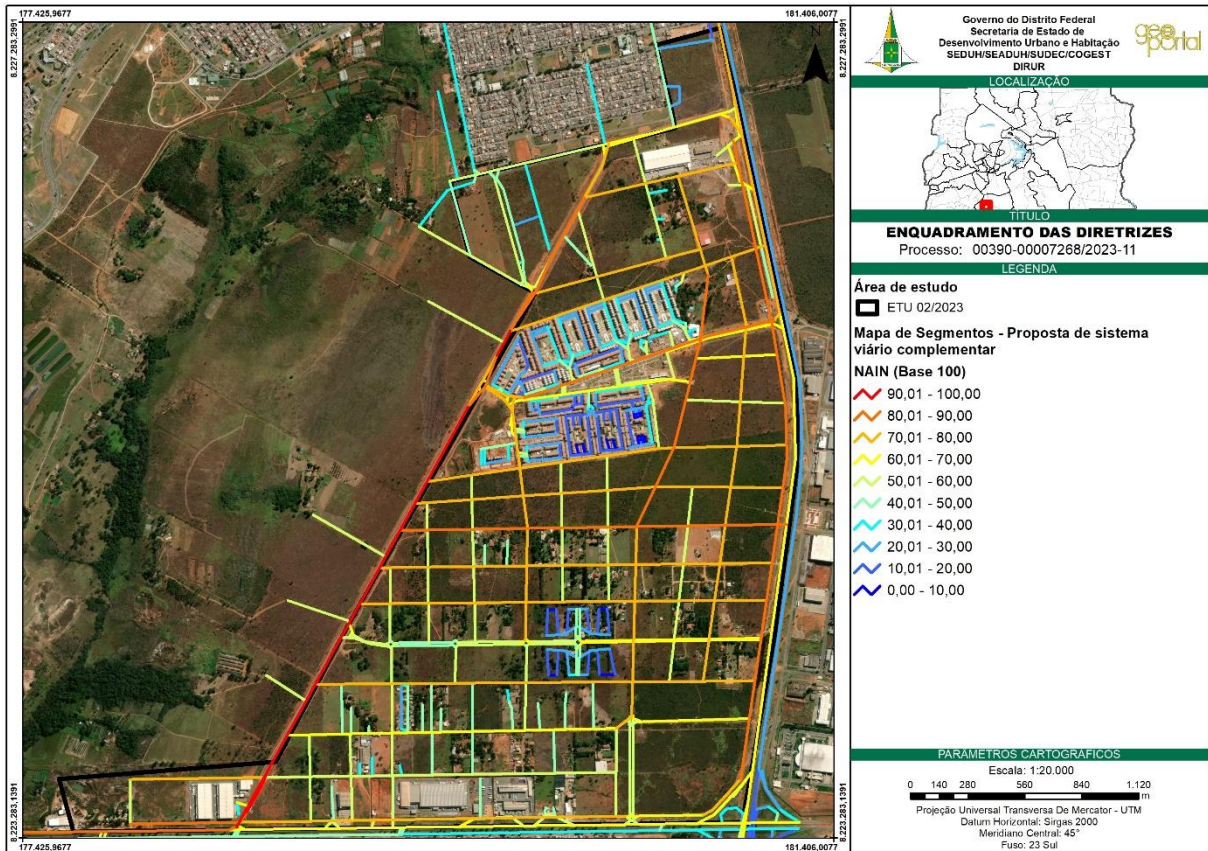 177.425,9677
181.406,0077
8.227.283,2991
8.227.283,2991
N
8.223.283,1391
8.223.283,1391
177.425,9677
181.406,0077
Governo do Distrito Federal
Secretaria de Estado de
Desenvolvimento Urbano e Habitação
SEDUH/SEADUH/SUDEC/COGEST
DIRUR
geo
portal
LOCALIZAÇÃO
TÍTULO
ENQUADRAMENTO DAS DIRETRIZES
Processo: 00390-00007268/2023-11
LEGENDA
Área de estudo
ETU 02/2023
Mapa de Segmentos - Proposta de sistema
viário complementar
NAIN (Base 100)
90,01 - 100,00
80,01 - 90,00
70,01 - 80,00
60,01 - 70,00
50,01 - 60,00
40,01 - 50,00
30,01 - 40,00
20,01 - 30,00
10,01 - 20,00
0,00 - 10,00
PARÂMETROS CARTOGRÁFICOS
Escala: 1:20.000
0 140 280 560 840 1.120
m
Projeção Universal Transversa De Mercator - UTM
Datum Horizontal: Sirgas 2000
Meridiano Central: 45°
Fuso: 23 Sul